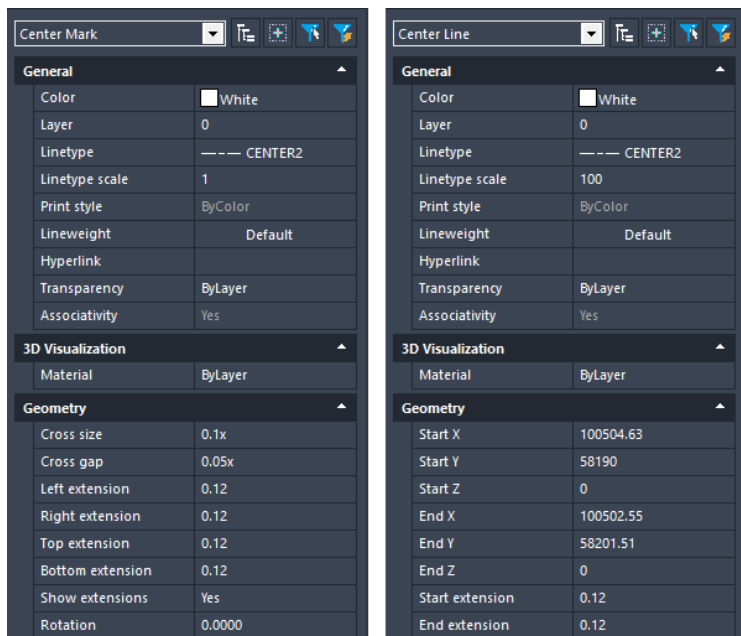 Center Mark
General
Color White
Layer 0
Linetype CENTER2
Linetype scale 1
Print style ByColor
Lineweight Default
Hyperlink
Transparency ByLayer
Associativity Yes
3D Visualization
Material ByLayer
Geometry
Cross size 0.1x
Cross gap 0.05x
Left extension 0.12
Right extension 0.12
Top extension 0.12
Bottom extension 0.12
Show extensions Yes
Rotation 0.0000
Center Line
General
Color White
Layer 0
Linetype CENTER2
Linetype scale 100
Print style ByColor
Lineweight Default
Hyperlink
Transparency ByLayer
Associativity Yes
3D Visualization
Material ByLayer
Geometry
Start X 100504.63
Start Y 58190
Start Z 0
End X 100502.55
End Y 58201.51
End Z 0
Start extension 0.12
End extension 0.12